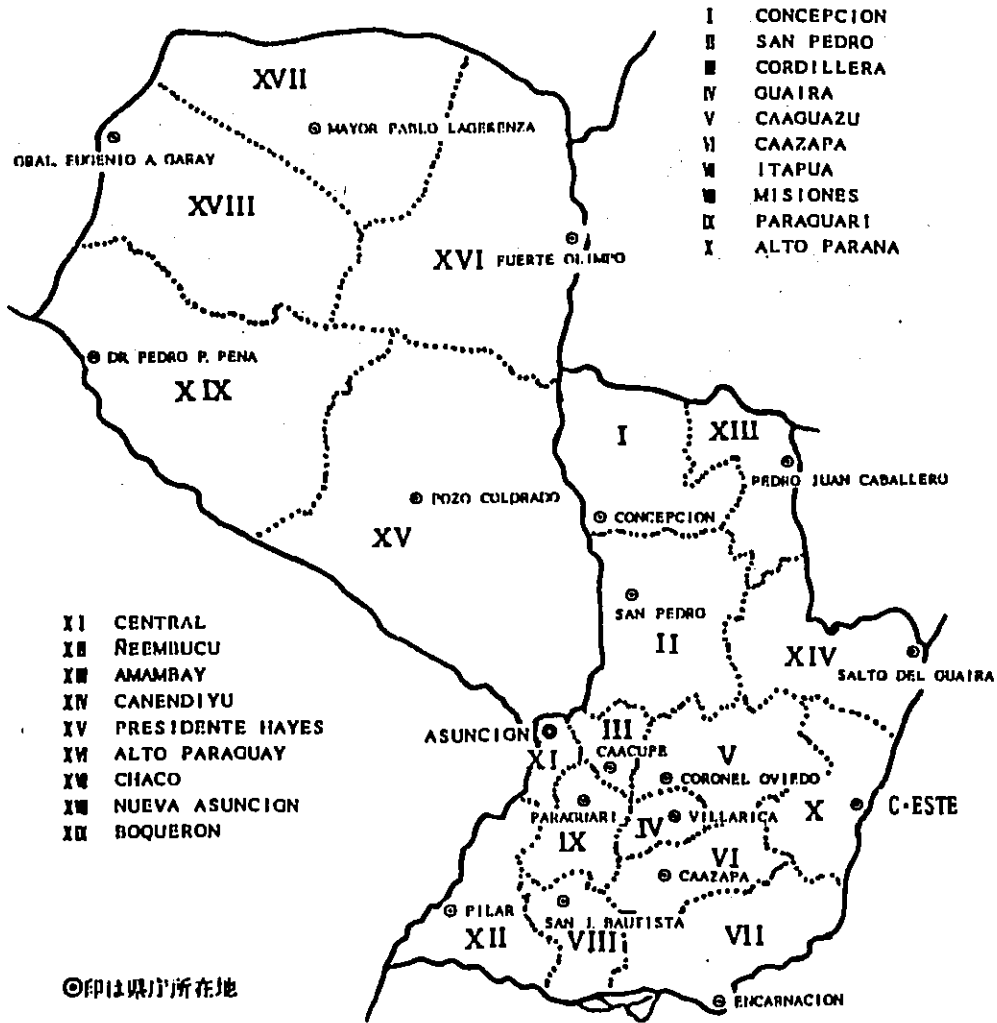 I CONCEPCION
II SAN PEDRO
III CORDILLERA
IV GUAIRA
V CAAGUAZU
VI CAAZAPA
VII ITAPUA
VIII MISIONES
IX PARAGUARI
X ALTO PARANA
XVII
MAYOR PABLO LAGERENZA
GRAL. EUGENIO A GARAY
XVIII
XVI
FUERTE OLIMPO
DR. PEDRO P. PENA
XIX
I
XIII
PEDRO JUAN CABALLERO
POZO COLORADO
CONCEPCION
XV
SAN PEDRO
II
XIV
SALTO DEL GUAIRA
XI CENTRAL
XII ÑEEMBUCU
XIII AMAMBAY
XIV CANENDIYU
XV PRESIDENTE HAYES
XVI ALTO PARAGUAY
XVII CHACO
XVIII NUEVA ASUNCION
XIX BOQUERON
ASUNCION
III
XI
CAACUPE
V
CORONEL OVIEDO
X
C·ESTE
PARAGUARI
IV
VILLARICA
IX
VI
CAAZAPA
PILAR
SAN J. BAUTISTA
XII
VIII
VII
ENCARNACION
◎印は県庁所在地